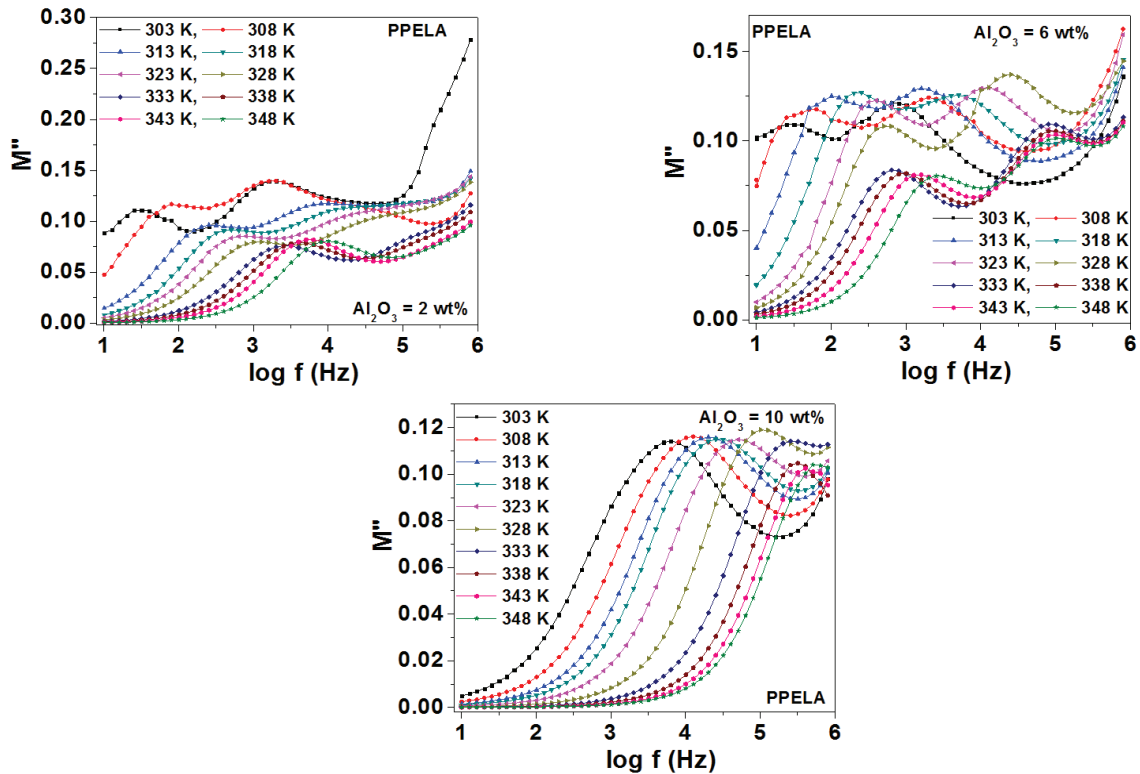 PPELA
303 K, 308 K
313 K, 318 K
323 K, 328 K
333 K, 338 K
343 K, 348 K
Al2O3 = 2 wt%
M"
0.30
0.25
0.20
0.15
0.10
0.05
0.00
1 2 3 4 5 6
log f (Hz)
PPELA
Al2O3 = 6 wt%
M"
0.15
0.10
0.05
0.00
303 K, 308 K
313 K, 318 K
323 K, 328 K
333 K, 338 K
343 K, 348 K
1 2 3 4 5 6
log f (Hz)
Al2O3 = 10 wt%
303 K
308 K
313 K
318 K
323 K
328 K
333 K
338 K
343 K
348 K
M"
0.12
0.10
0.08
0.06
0.04
0.02
0.00
PPELA
1 2 3 4 5 6
log f (Hz)